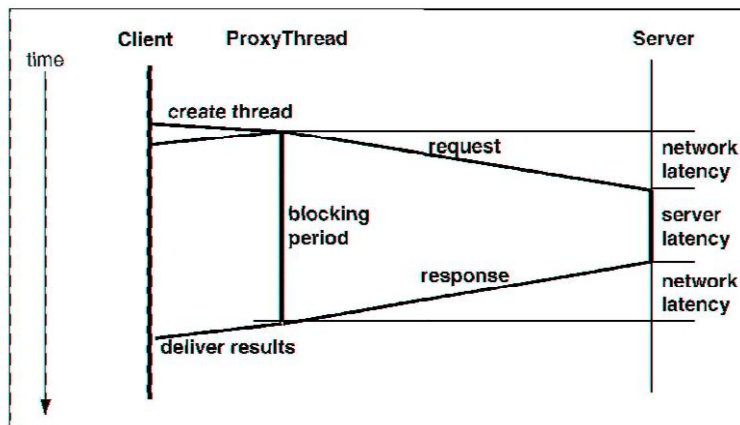 Client
ProxyThread
Server
time
create thread
request
network
latency
blocking
period
server
latency
response
network
latency
deliver results